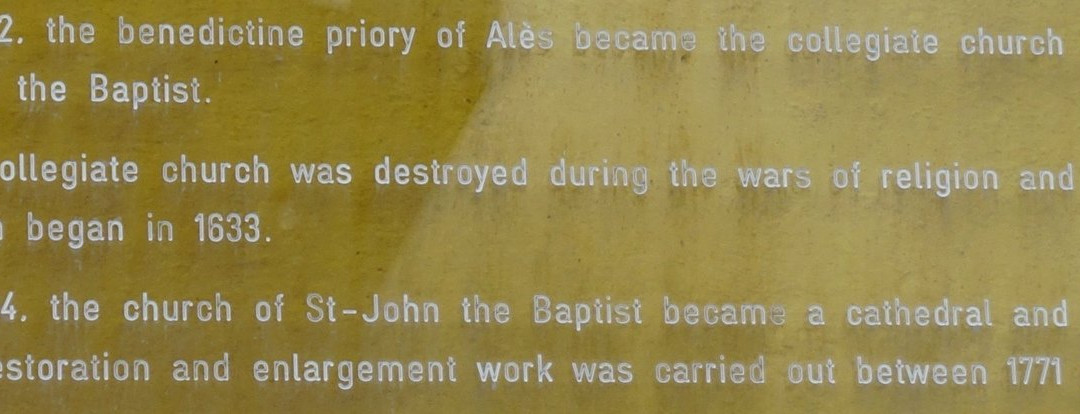 2. the benedictine priory of Alès became the collegiate church
the Baptist.
ollegiate church was destroyed during the wars of religion and
began in 1633.
4. the church of St-John the Baptist became a cathedral and
estoration and enlargement work was carried out between 1771